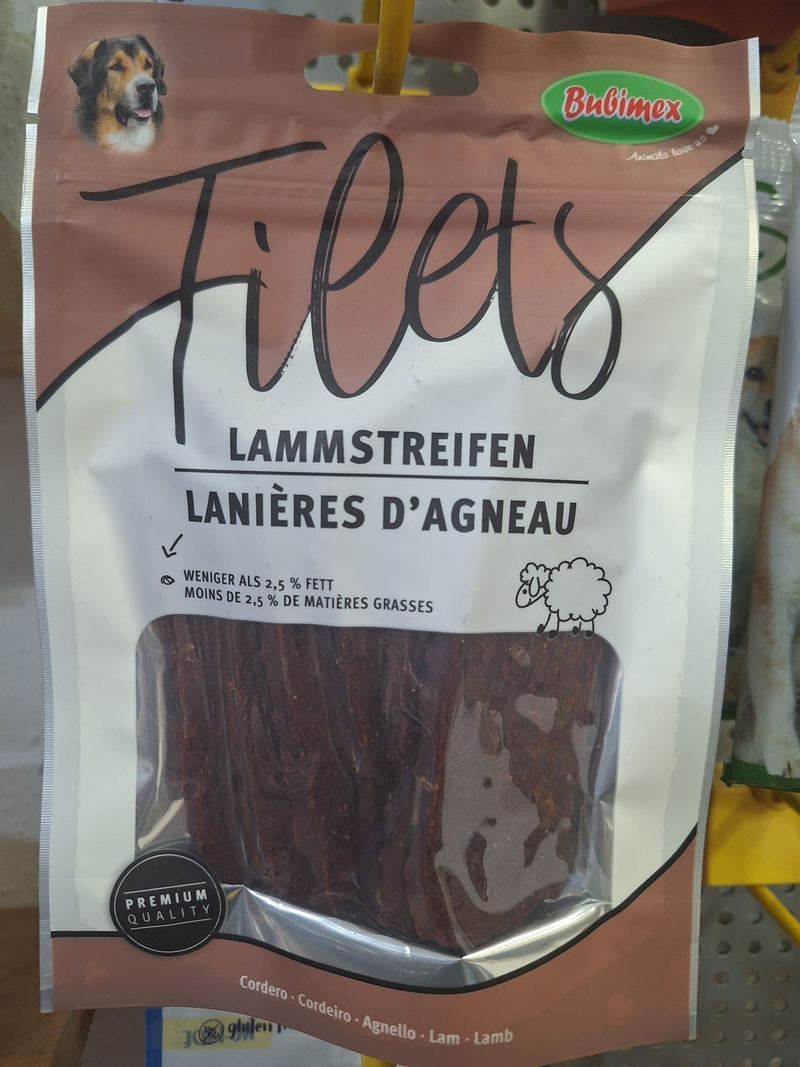 Bubimex
Animals love us
Filets
LAMMSTREIFEN
LANIÈRES D'AGNEAU
WENIGER ALS 2,5 % FETT
MOINS DE 2,5 % DE MATIÈRES GRASSES
PREMIUM
QUALITY
Cordero · Cordeiro · Agnello · Lam · Lamb
gluten